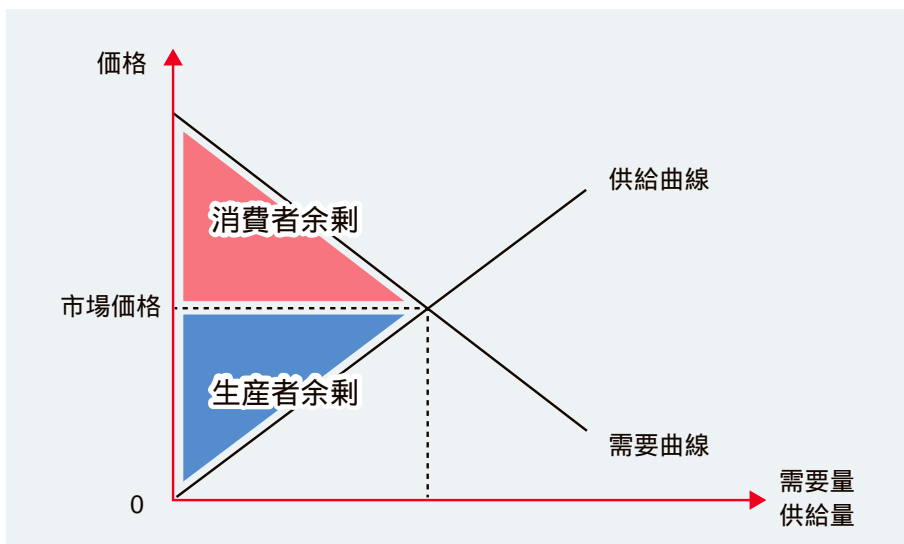 価格
供給曲線
消費者余剰
市場価格
生産者余剰
需要曲線
0
需要量
供給量